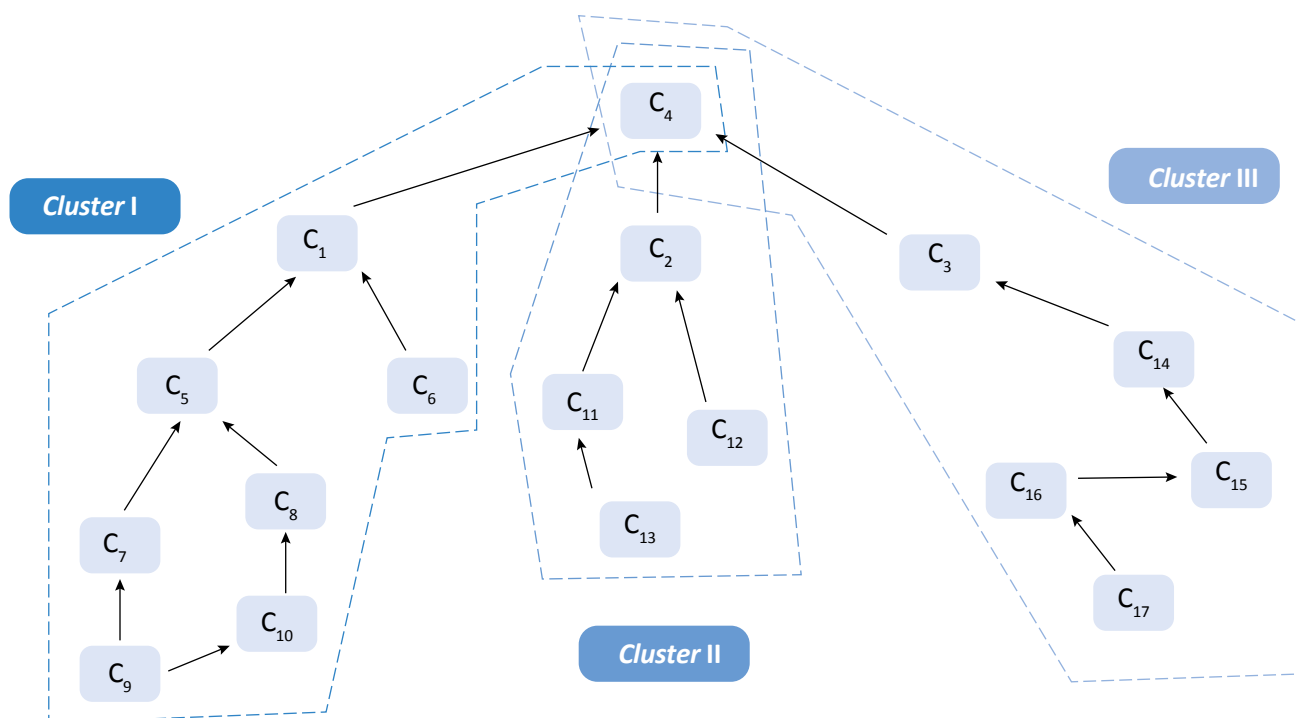 C4
Cluster III
Cluster I
C1
C2
C3
C14
C5
C6
C11
C12
C15
C16
C8
C13
C7
C17
C10
Cluster II
C9